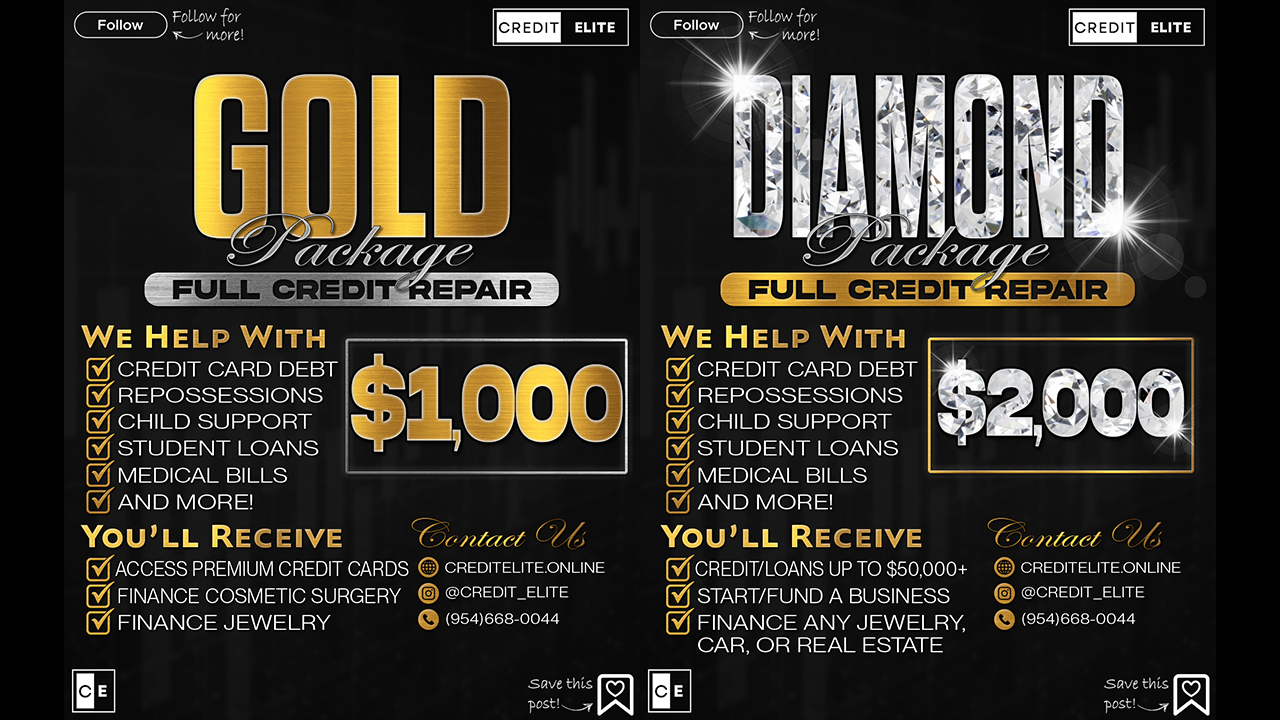 Follow
Follow for
more!
CREDIT ELITE
GOLD
Package
FULL CREDIT REPAIR
WE HELP WITH
CREDIT CARD DEBT
REPOSSESSIONS
CHILD SUPPORT
STUDENT LOANS
MEDICAL BILLS
AND MORE!
$1,000
YOU'LL RECEIVE
ACCESS PREMIUM CREDIT CARDS
FINANCE COSMETIC SURGERY
FINANCE JEWELRY
Contact Us
CREDITELITE.ONLINE
@CREDIT_ELITE
(954)668-0044
CE
Save this
post!
Follow
Follow for
more!
CREDIT ELITE
DIAMOND
Package
FULL CREDIT REPAIR
WE HELP WITH
CREDIT CARD DEBT
REPOSSESSIONS
CHILD SUPPORT
STUDENT LOANS
MEDICAL BILLS
AND MORE!
$2,000
YOU'LL RECEIVE
CREDIT/LOANS UP TO $50,000+
START/FUND A BUSINESS
FINANCE ANY JEWELRY,
CAR, OR REAL ESTATE
Contact Us
CREDITELITE.ONLINE
@CREDIT_ELITE
(954)668-0044
CE
Save this
post!